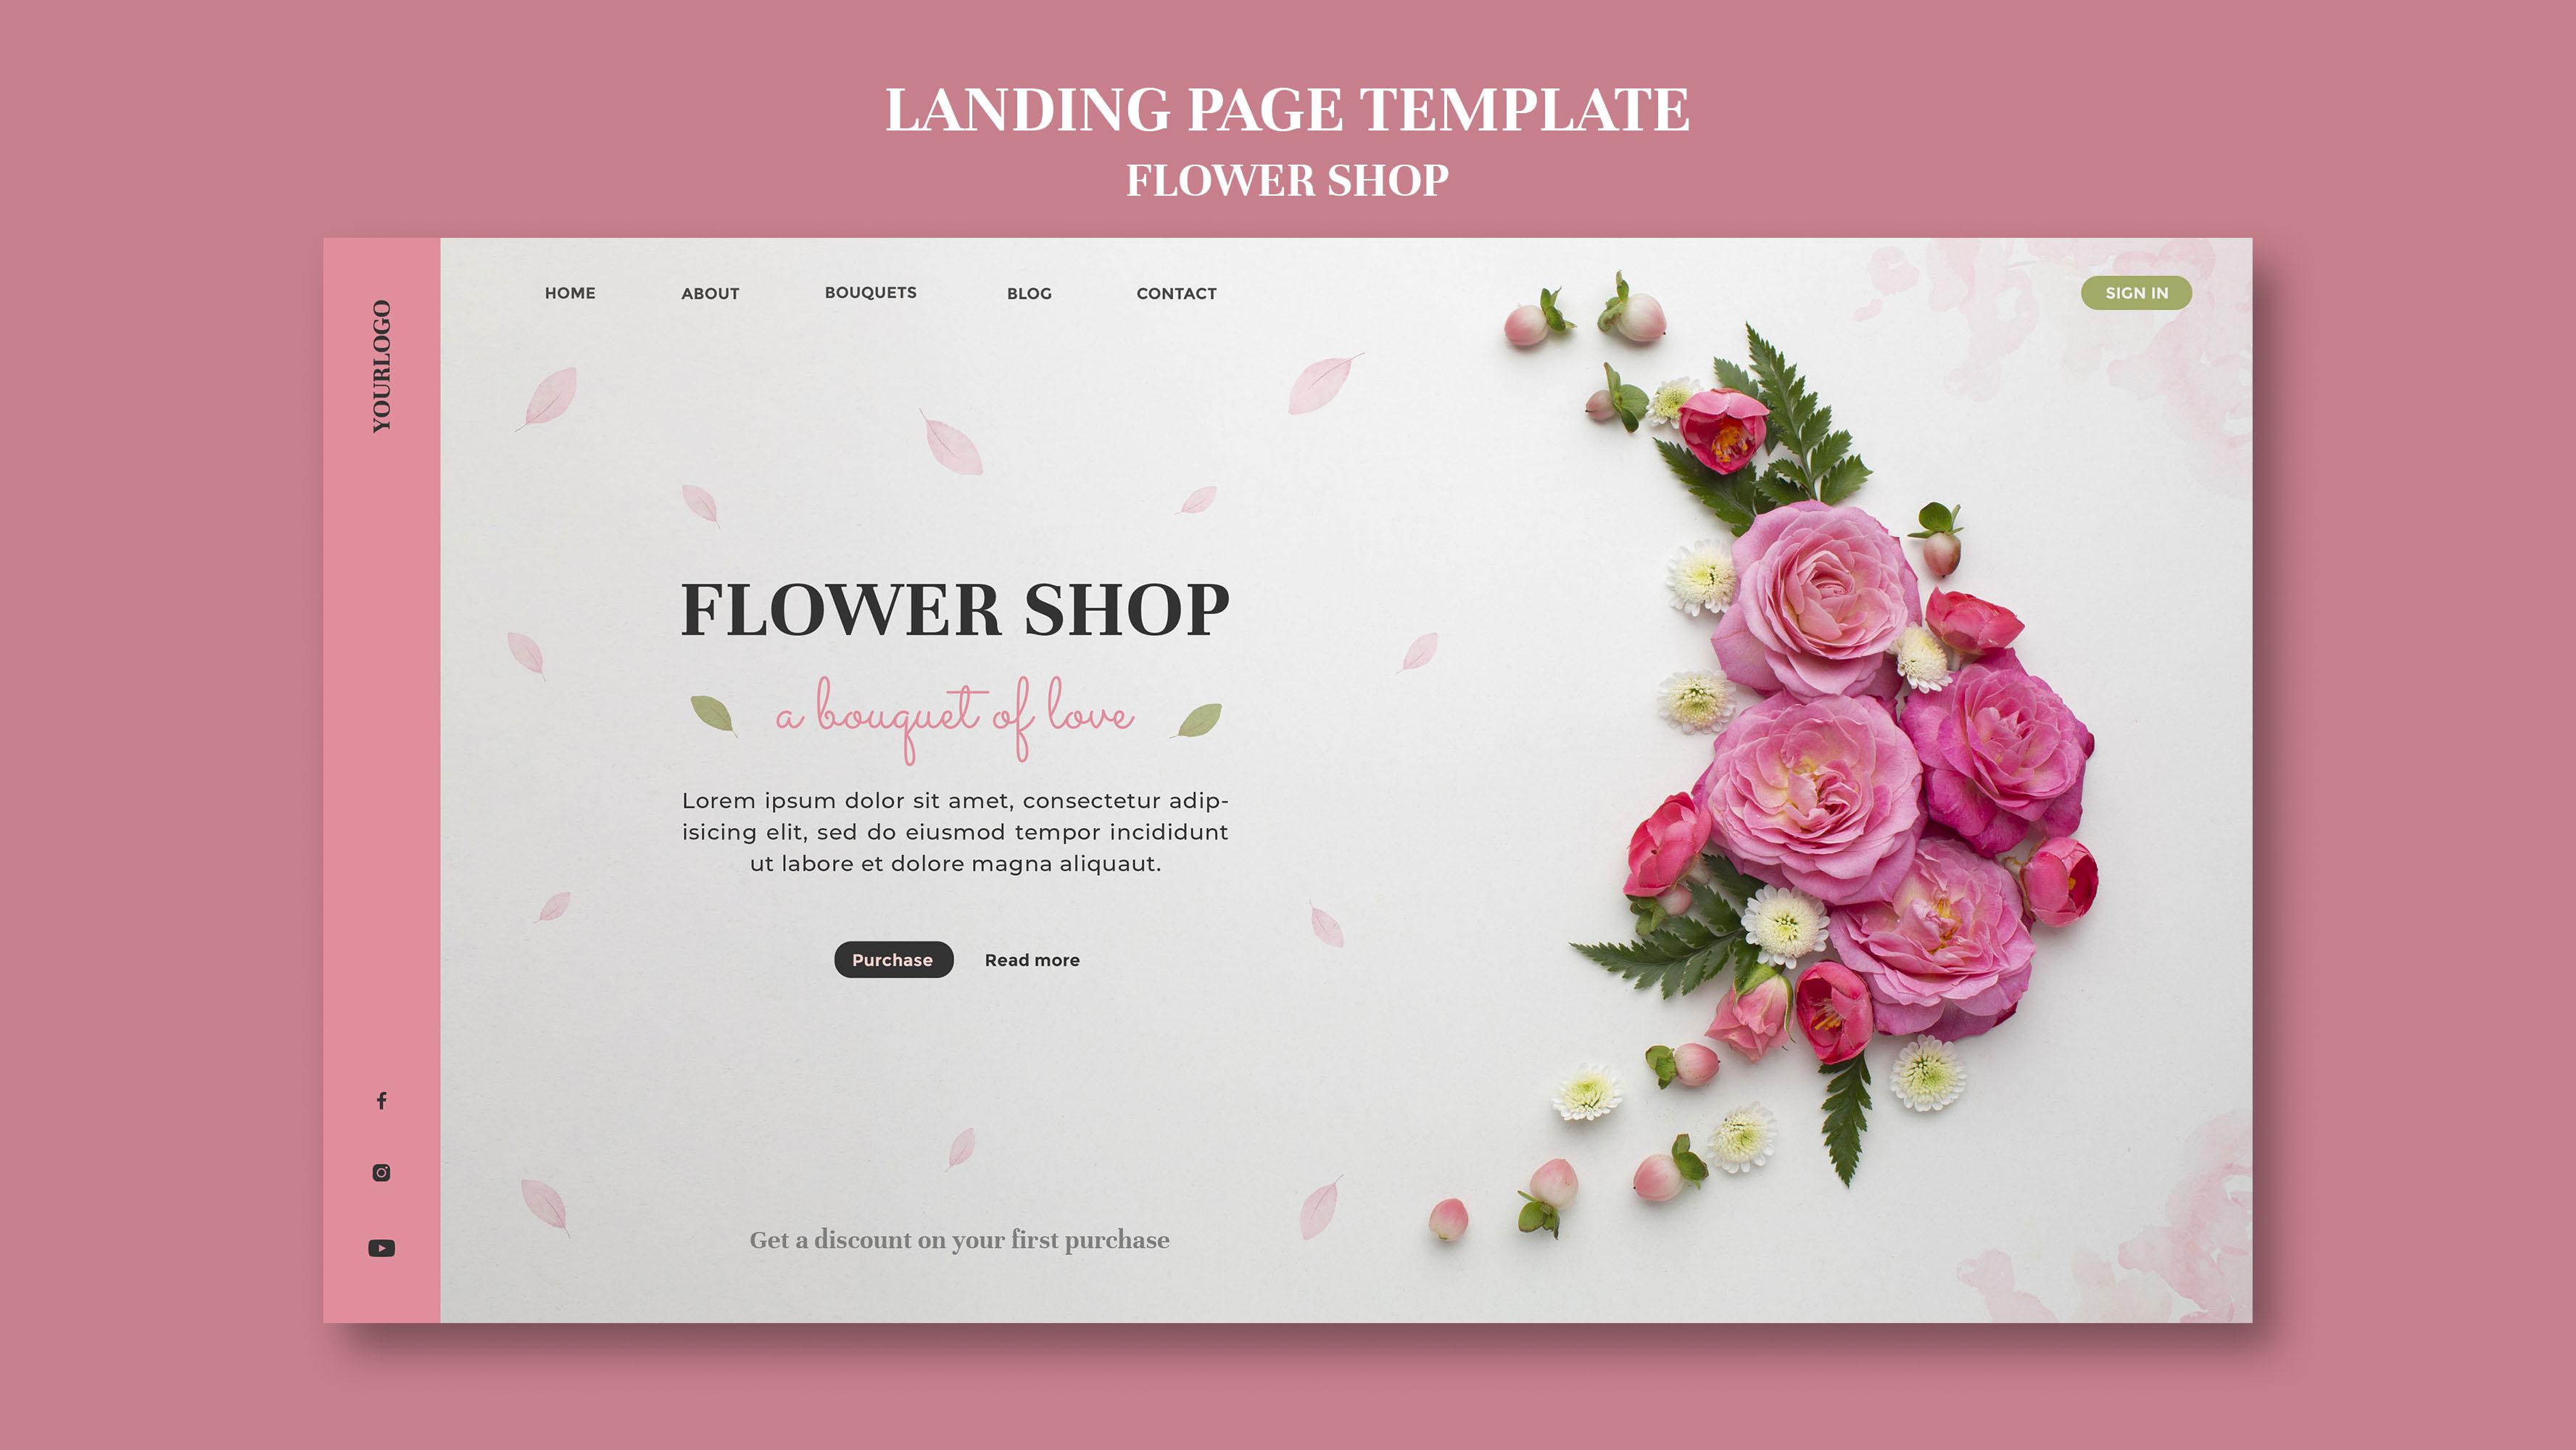 LANDING PAGE TEMPLATE
FLOWER SHOP
YOURLOGO
HOME
ABOUT
BOUQUETS
BLOG
CONTACT
SIGN IN
FLOWER SHOP
a bouquet of love
Lorem ipsum dolor sit amet, consectetur adip-
isicing elit, sed do eiusmod tempor incididunt
ut labore et dolore magna aliquaut.
Purchase
Read more
Get a discount on your first purchase